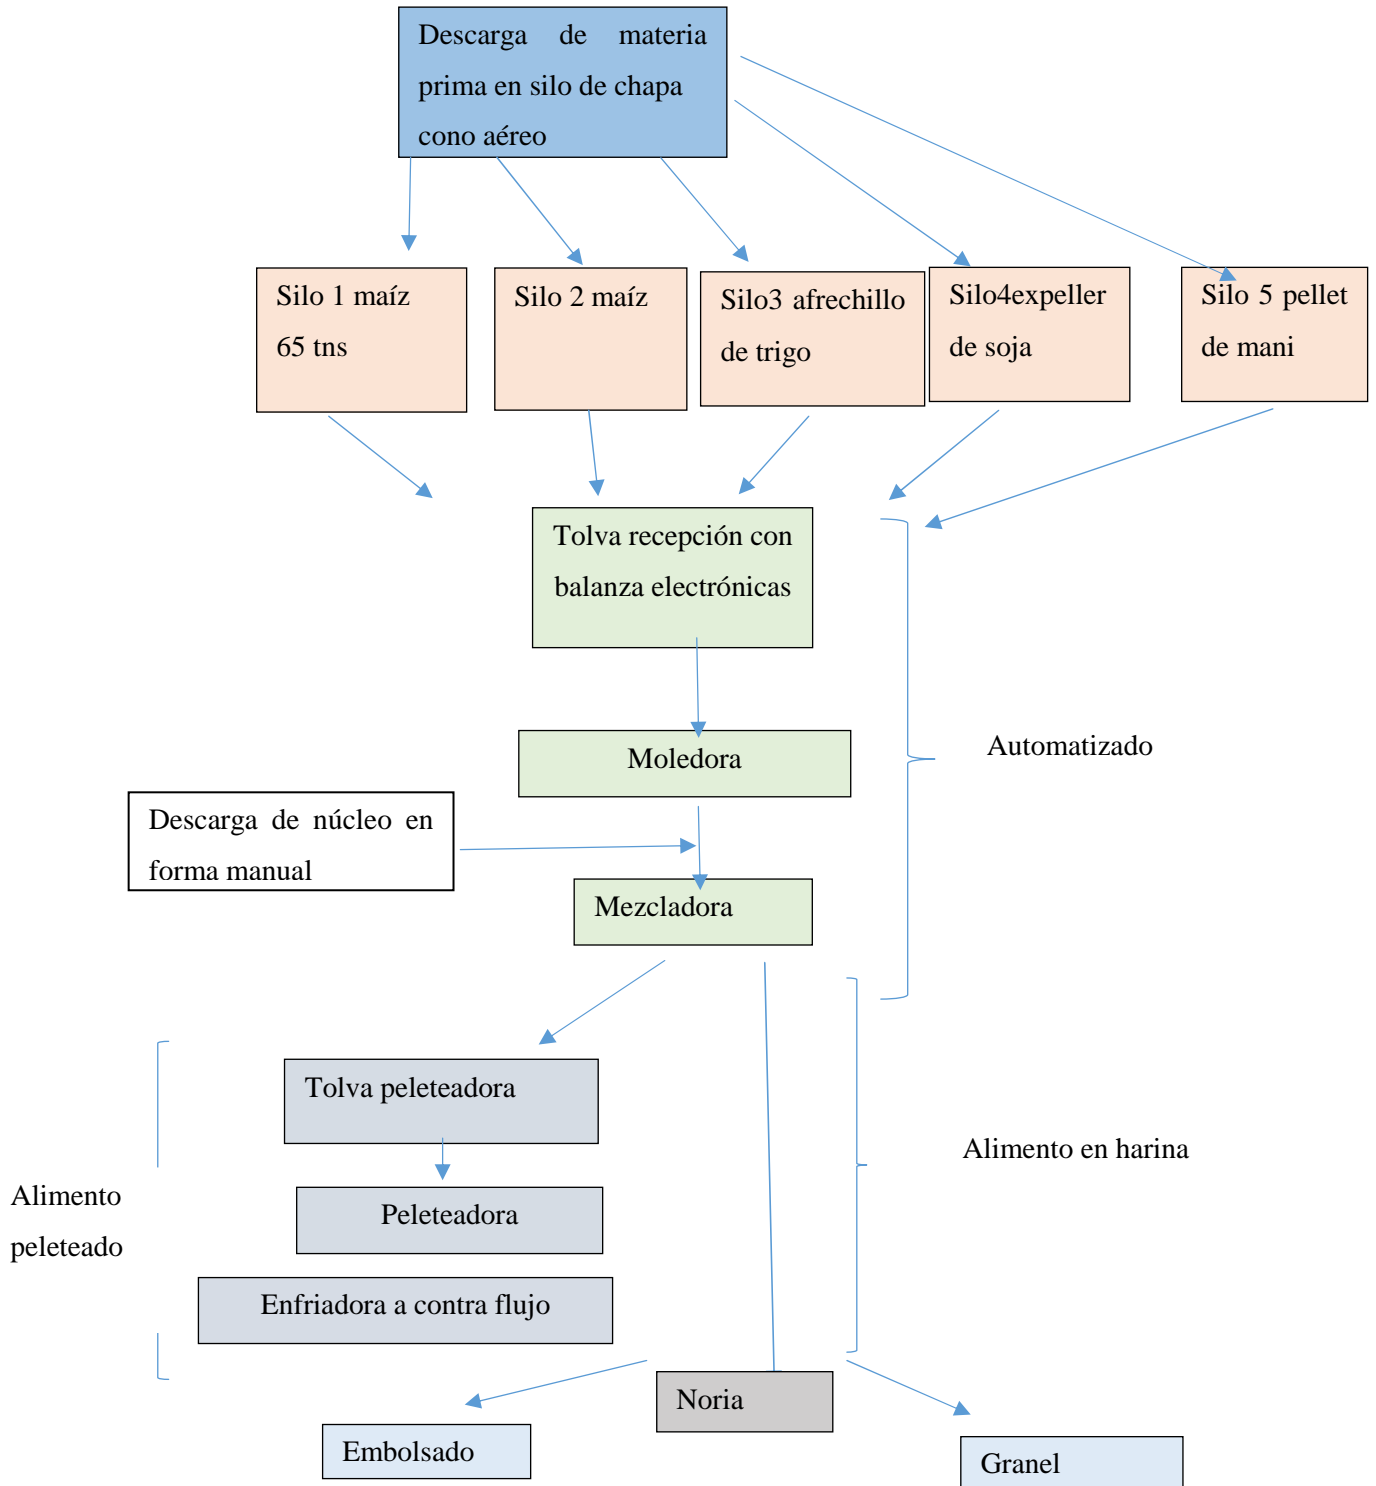 Descarga de materia
prima en silo de chapa
cono aéreo
Silo 1 maíz
65 tns
Silo 2 maíz
Silo3 afrechillo
de trigo
Silo4expeller
de soja
Silo 5 pellet
de mani
Tolva recepción con
balanza electrónicas
Moledora
Automatizado
Descarga de núcleo en
forma manual
Mezcladora
Tolva peleteadora
Alimento en harina
Alimento
peleteado
Peleteadora
Enfriadora a contra flujo
Noria
Embolsado
Granel